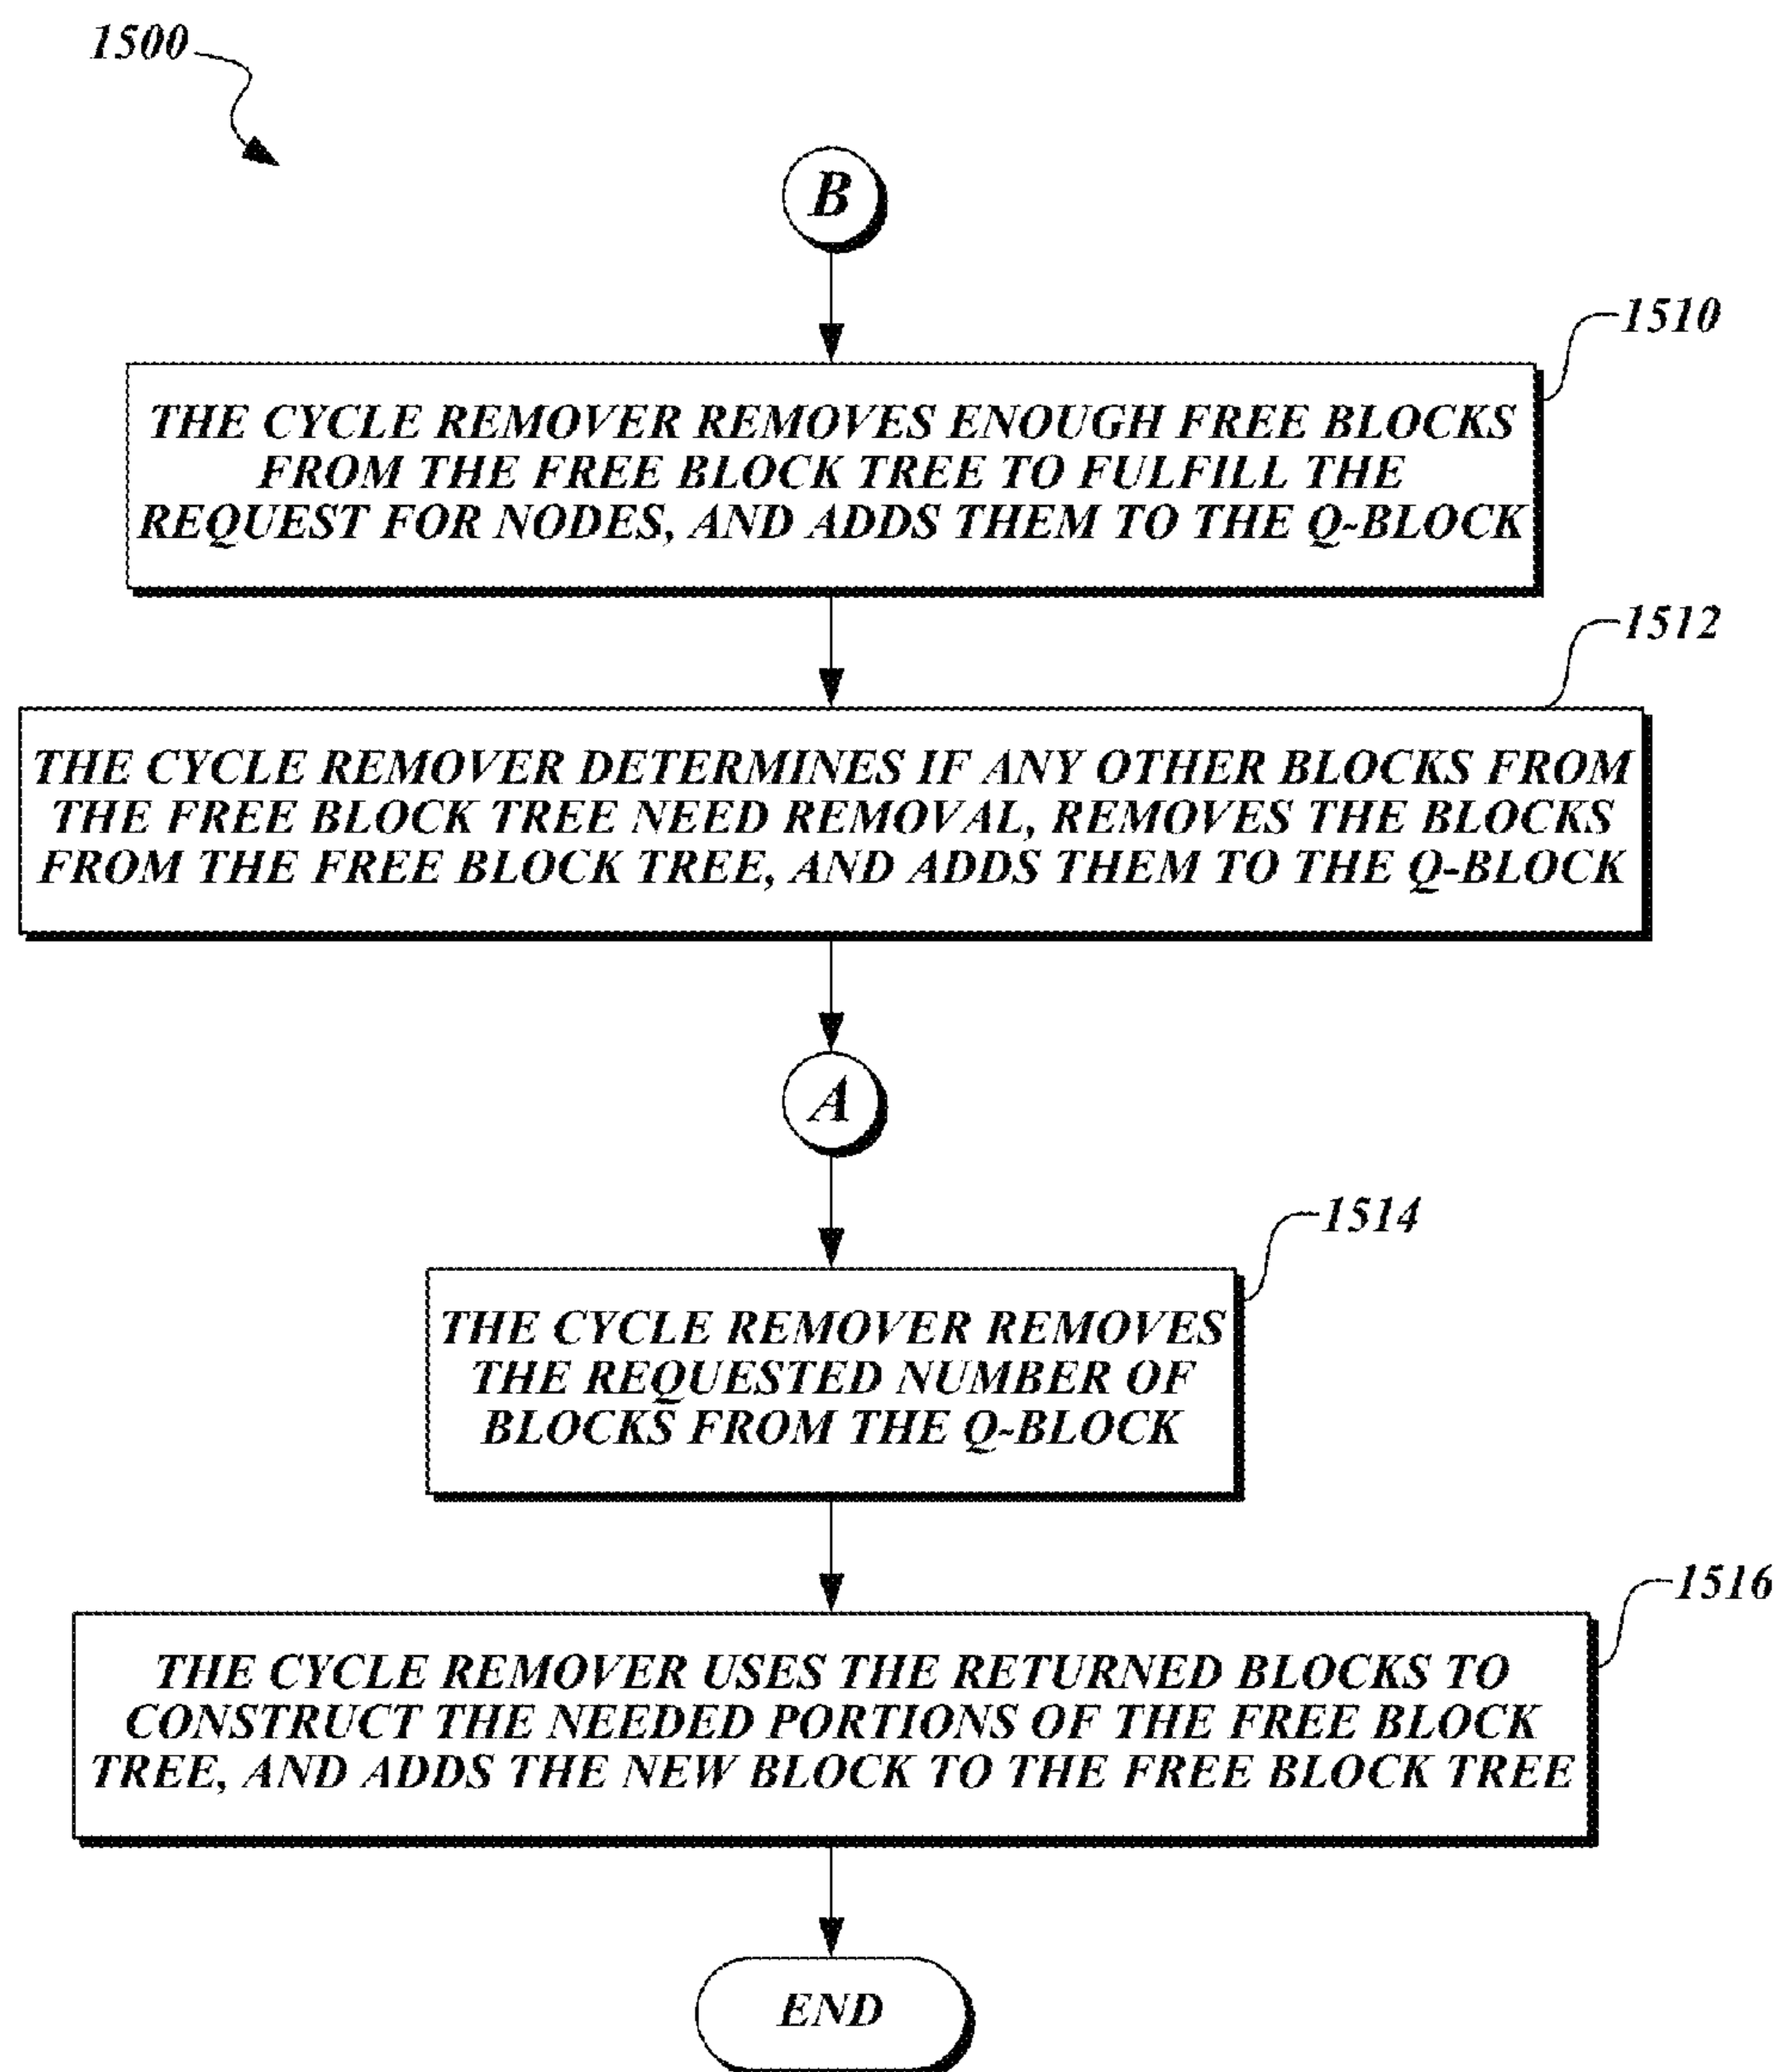 1500
B
1510
THE CYCLE REMOVER REMOVES ENOUGH FREE BLOCKS
FROM THE FREE BLOCK TREE TO FULFILL THE
REQUEST FOR NODES, AND ADDS THEM TO THE Q-BLOCK
1512
THE CYCLE REMOVER DETERMINES IF ANY OTHER BLOCKS FROM
THE FREE BLOCK TREE NEED REMOVAL, REMOVES THE BLOCKS
FROM THE FREE BLOCK TREE, AND ADDS THEM TO THE Q-BLOCK
A
1514
THE CYCLE REMOVER REMOVES
THE REQUESTED NUMBER OF
BLOCKS FROM THE Q-BLOCK
1516
THE CYCLE REMOVER USES THE RETURNED BLOCKS TO
CONSTRUCT THE NEEDED PORTIONS OF THE FREE BLOCK
TREE, AND ADDS THE NEW BLOCK TO THE FREE BLOCK TREE
END